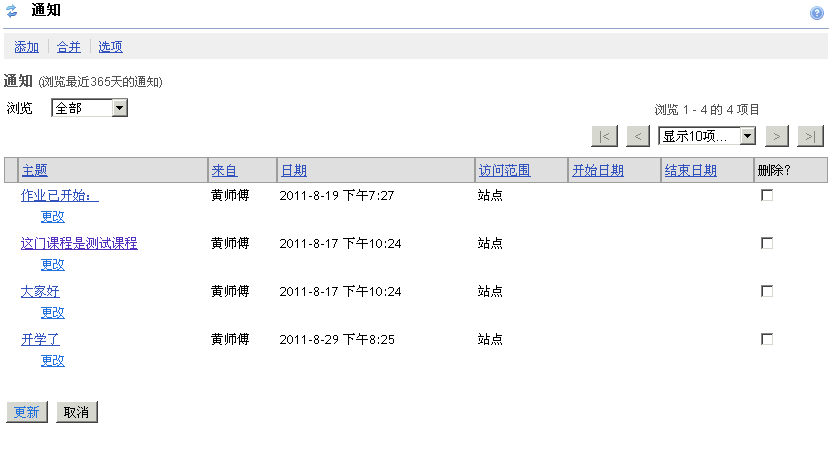 通知
添加 合并 选项
通知 (浏览最近365天的通知)
浏览 全部
浏览 1 - 4 的 4 项目
|< < 显示10项... > >|
主题 来自 日期 访问范围 开始日期 结束日期 删除?
作业已开始： 黄师傅 2011-8-19 下午7:27 站点
更改
这门课程是测试课程 黄师傅 2011-8-17 下午10:24 站点
更改
大家好 黄师傅 2011-8-17 下午10:24 站点
更改
开学了 黄师傅 2011-8-29 下午8:25 站点
更改
更新 取消